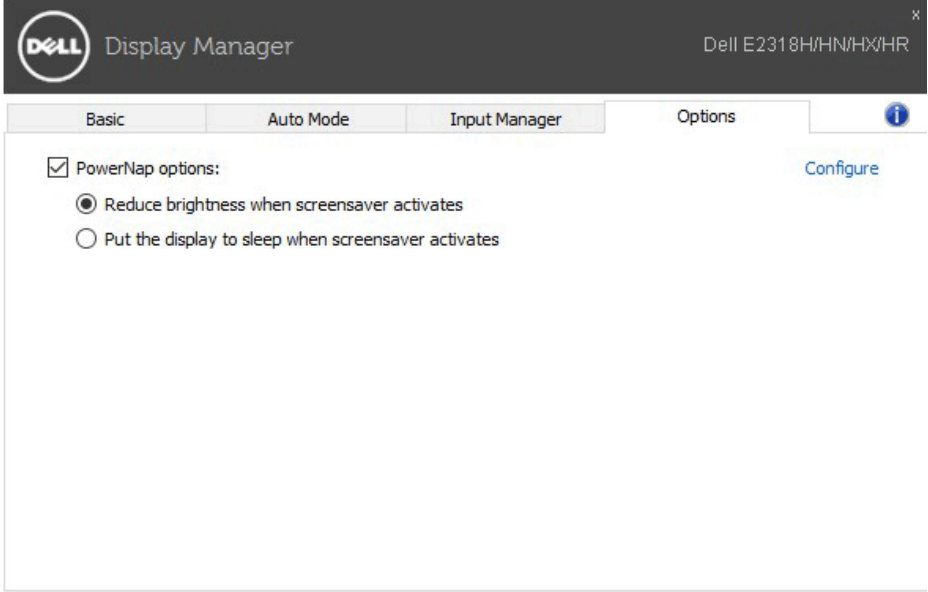 DELL Display Manager
x
Dell E2318H/HN/HX/HR
Basic Auto Mode Input Manager Options i
PowerNap options: Configure
Reduce brightness when screensaver activates
Put the display to sleep when screensaver activates